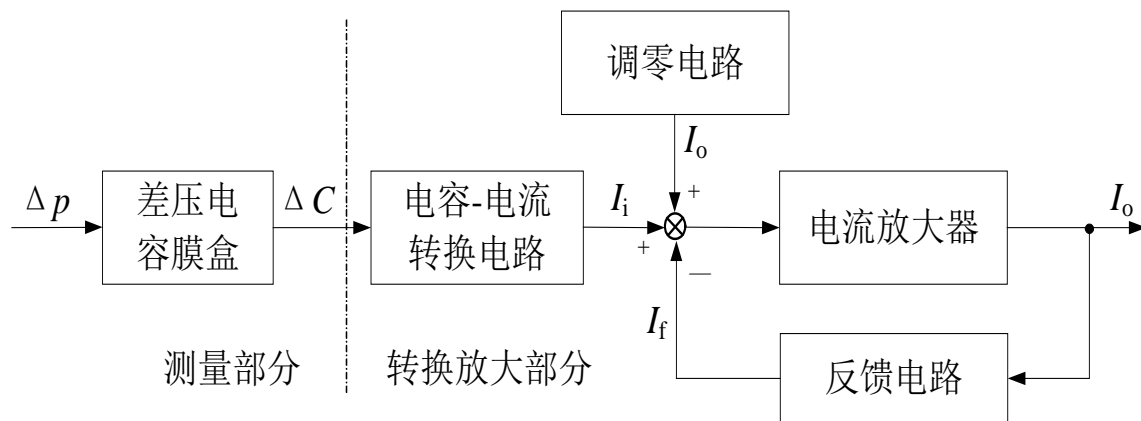 调零电路
I_o
+
Δp
差压电
容膜盒
ΔC
电容-电流
转换电路
I_i
+
电流放大器
I_o
—
I_f
测量部分
转换放大部分
反馈电路